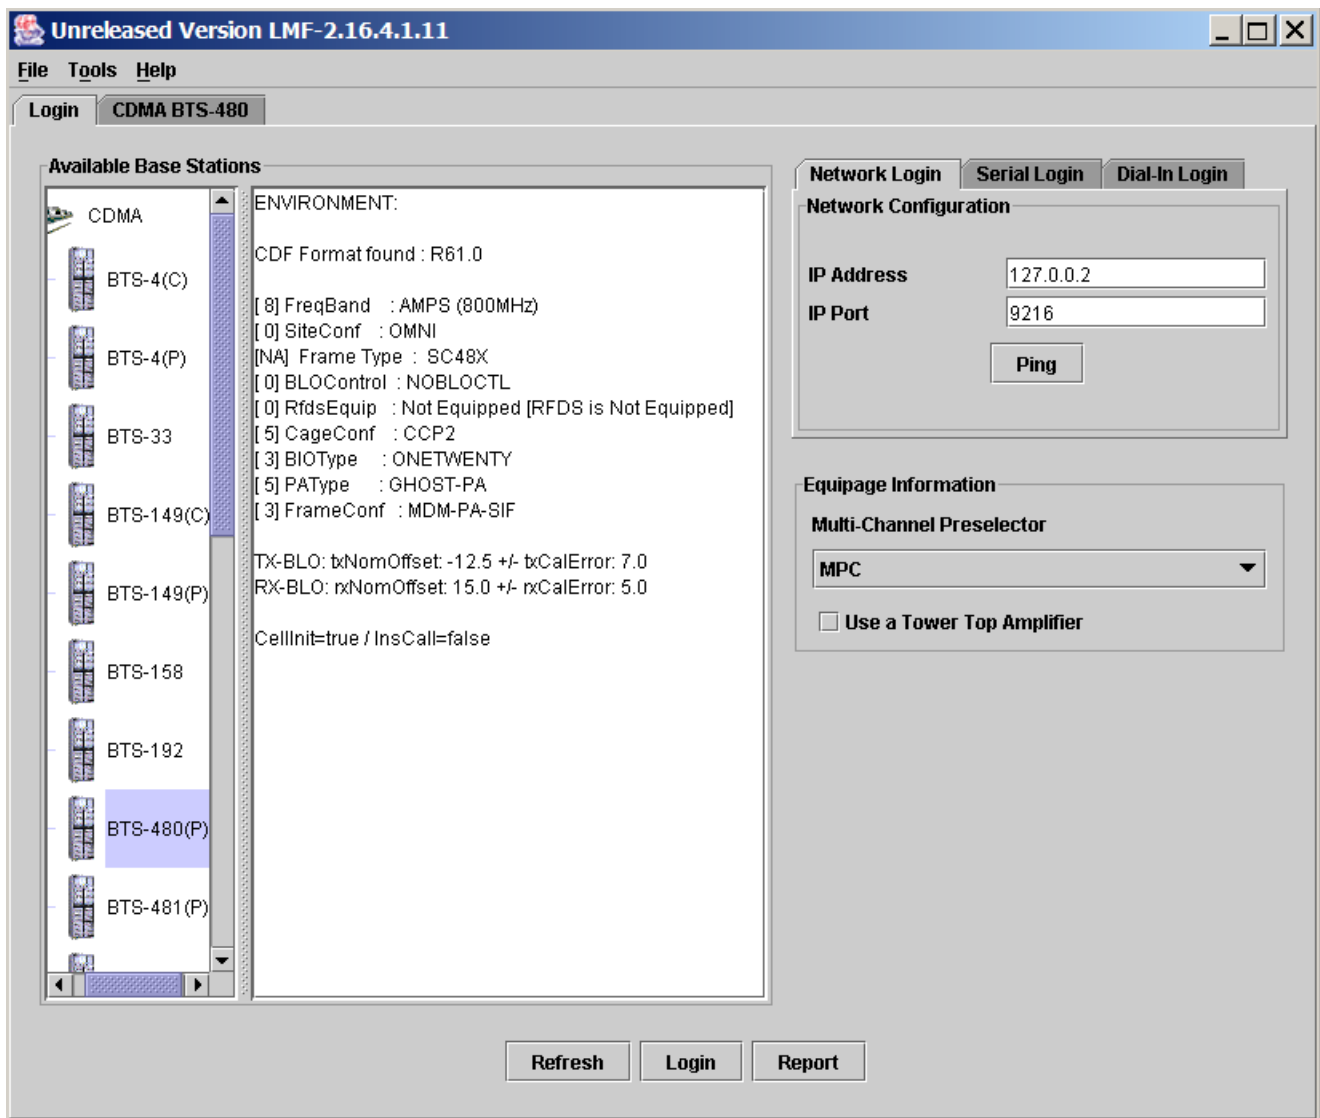 Unreleased Version LMF-2.16.4.1.11
File Tools Help
Login CDMA BTS-480
Available Base Stations
CDMA
BTS-4(C)
BTS-4(P)
BTS-33
BTS-149(C)
BTS-149(P)
BTS-158
BTS-192
BTS-480(P)
BTS-481(P)
ENVIRONMENT:
CDF Format found : R61.0
[ 8] FreqBand : AMPS (800MHz)
[ 0] SiteConf : OMNI
[NA] Frame Type : SC48X
[ 0] BLOControl : NOBLOCTL
[ 0] RfdsEquip : Not Equipped [RFDS is Not Equipped]
[ 5] CageConf : CCP2
[ 3] BIOType : ONETWENTY
[ 5] PAType : GHOST-PA
[ 3] FrameConf : MDM-PA-SIF
TX-BLO: txNomOffset: -12.5 +/- txCalError: 7.0
RX-BLO: rxNomOffset: 15.0 +/- rxCalError: 5.0
CellInit=true / InsCall=false
Network Login Serial Login Dial-In Login
Network Configuration
IP Address 127.0.0.2
IP Port 9216
Ping
Equipage Information
Multi-Channel Preselector
MPC
Use a Tower Top Amplifier
Refresh Login Report